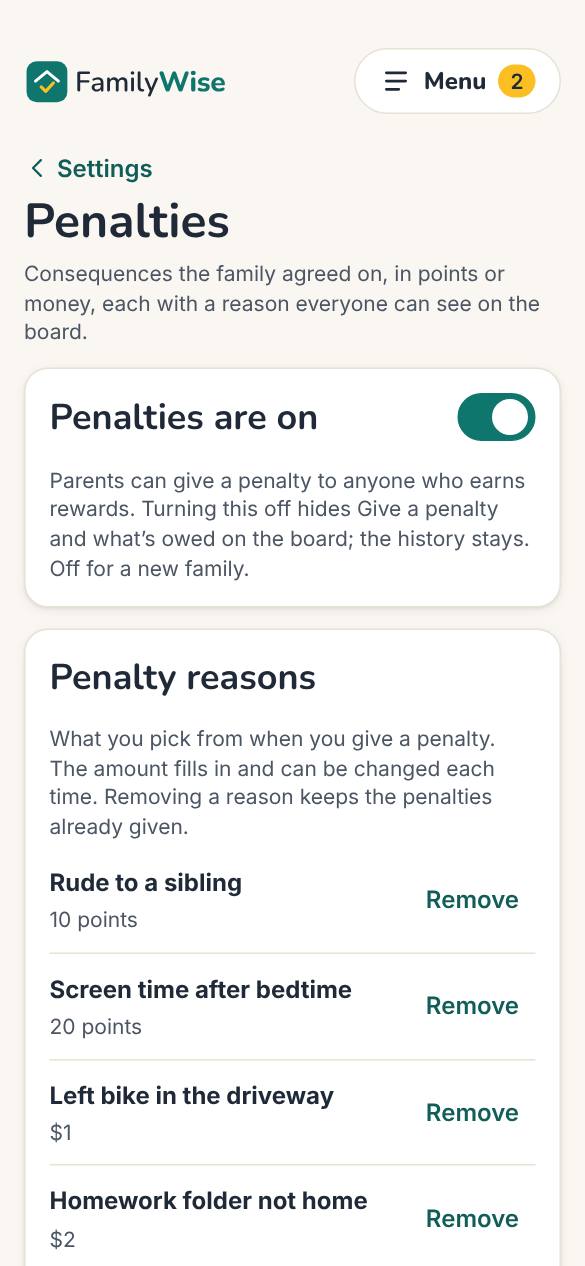 FamilyWise
Menu 2
Settings
Penalties
Consequences the family agreed on, in points or
money, each with a reason everyone can see on the
board.
Penalties are on
Parents can give a penalty to anyone who earns
rewards. Turning this off hides Give a penalty
and what’s owed on the board; the history stays.
Off for a new family.
Penalty reasons
What you pick from when you give a penalty.
The amount fills in and can be changed each
time. Removing a reason keeps the penalties
already given.
Rude to a sibling
10 points
Remove
Screen time after bedtime
20 points
Remove
Left bike in the driveway
$1
Remove
Homework folder not home
$2
Remove